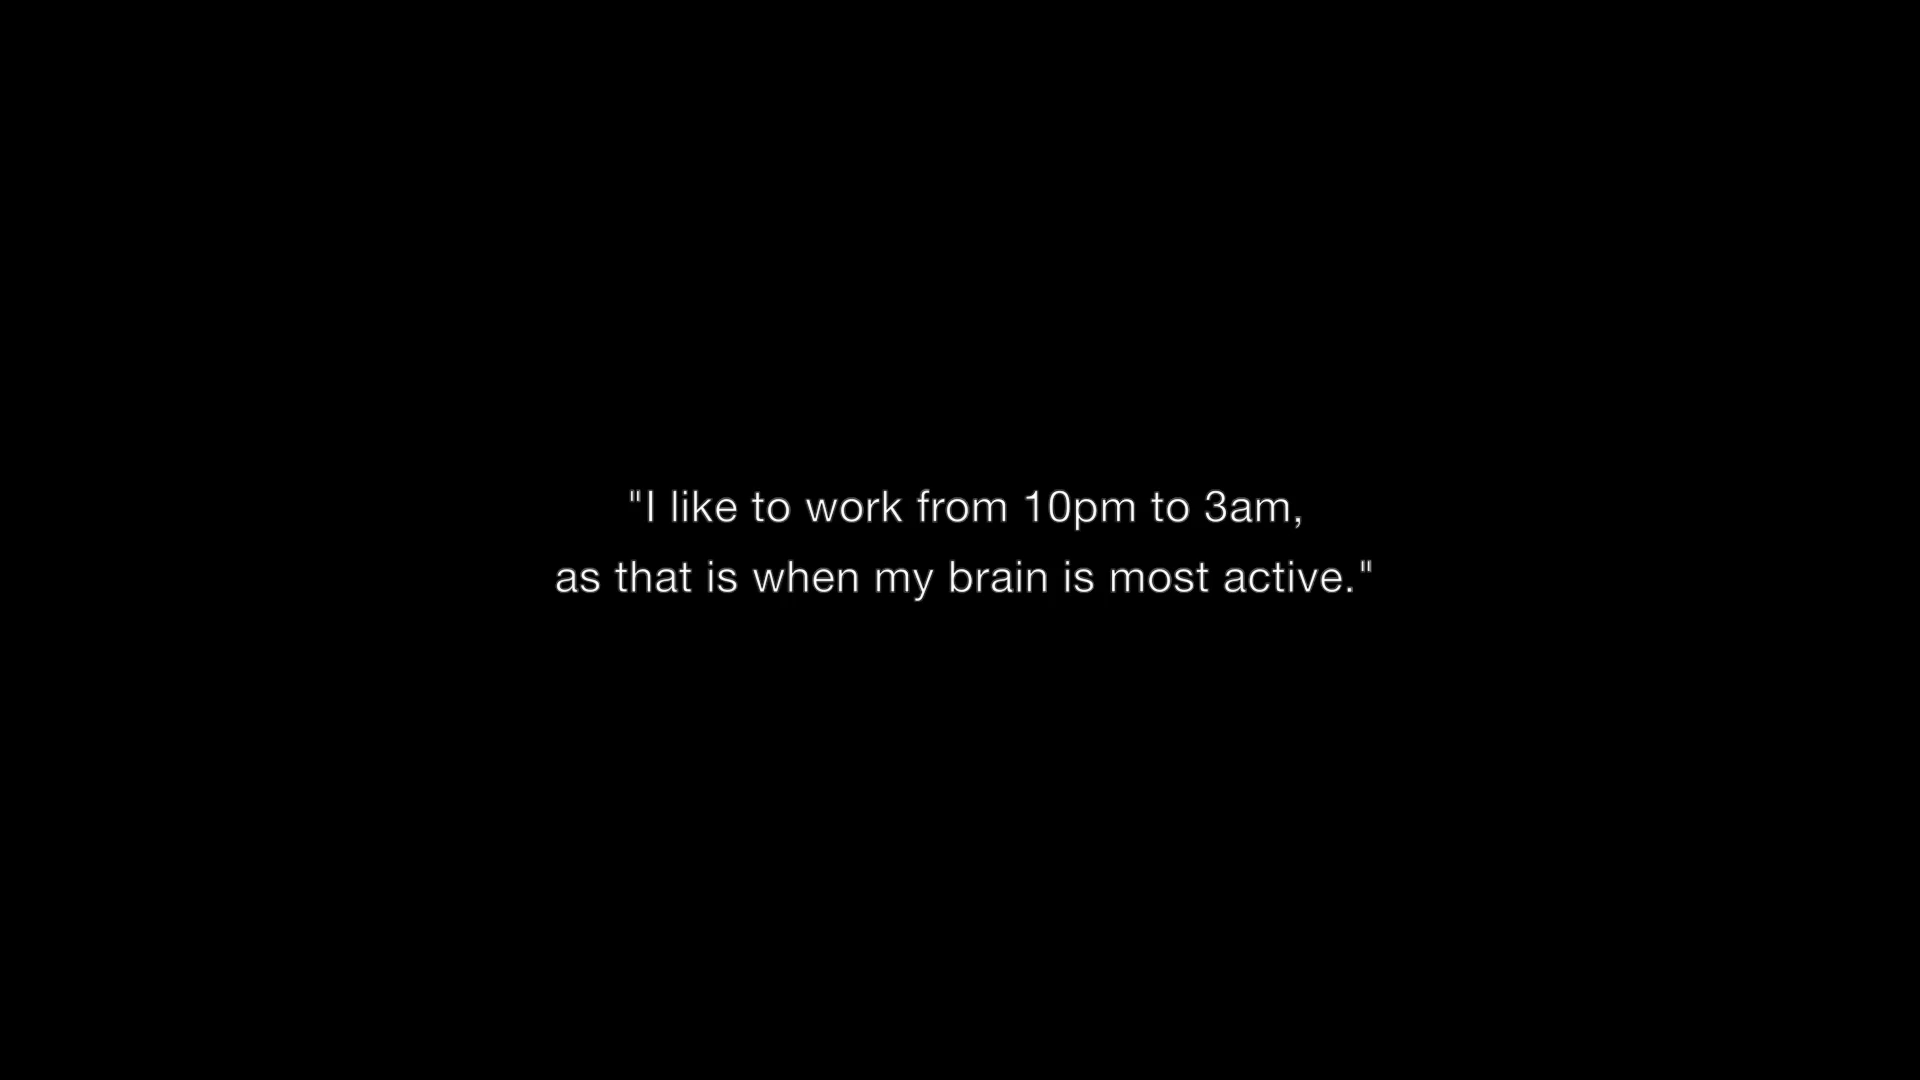 "I like to work from 10pm to 3am,
as that is when my brain is most active."